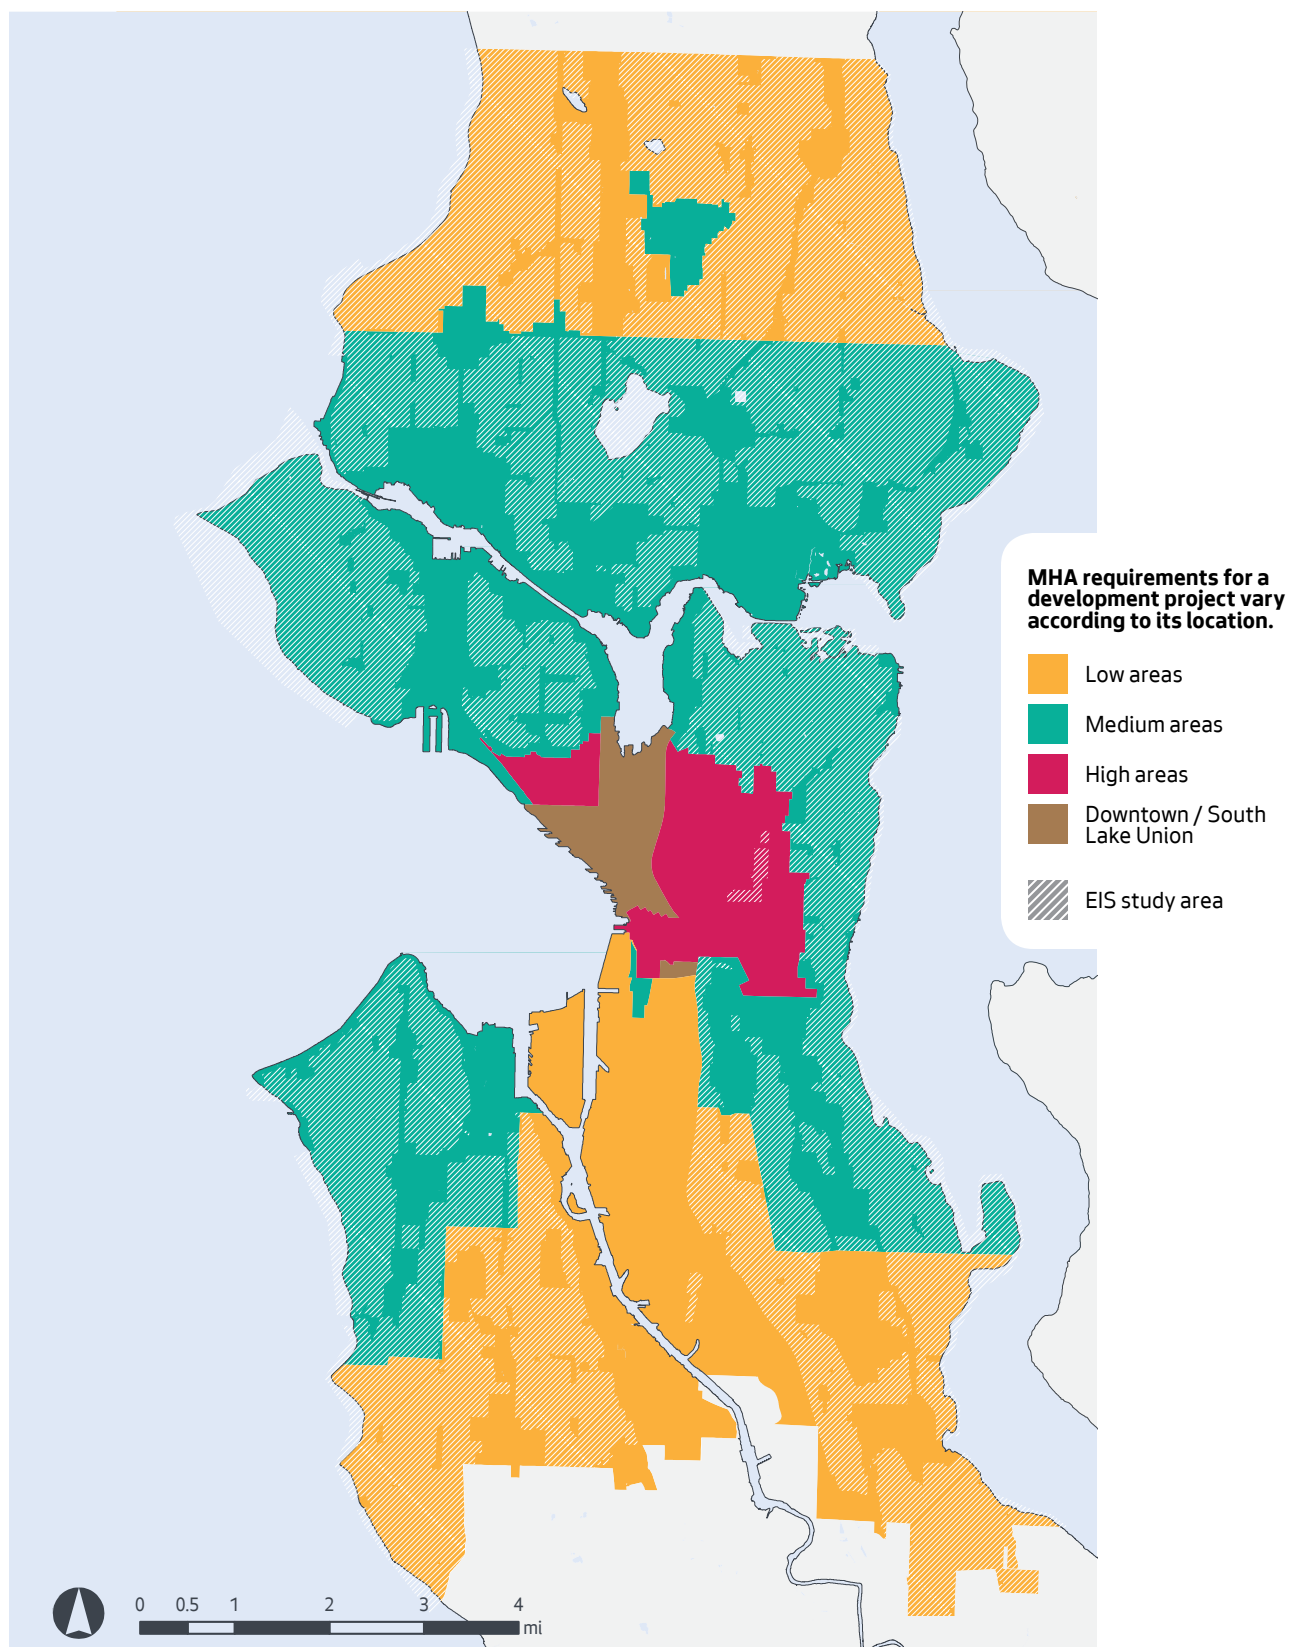 MHA requirements for a
development project vary
according to its location.
Low areas
Medium areas
High areas
Downtown / South
Lake Union
EIS study area
0 0.5 1 2 3 4
mi